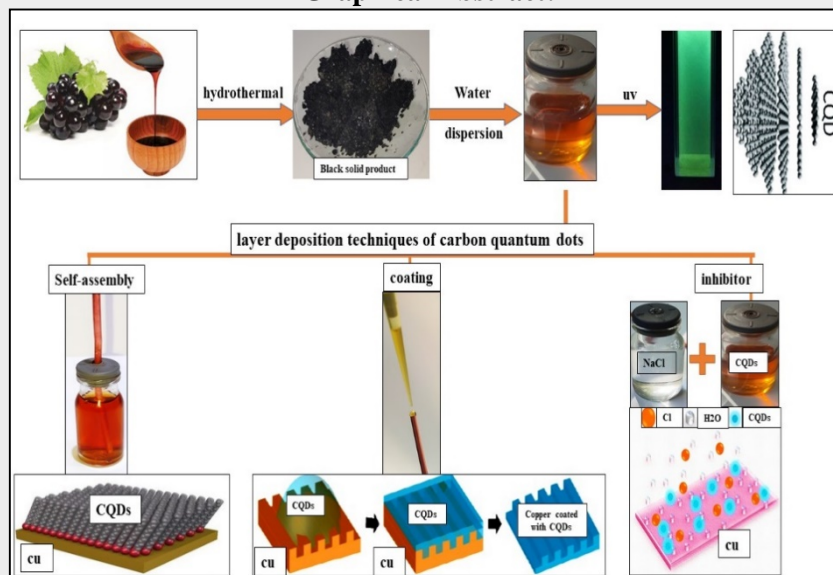 hydrothermal
Black solid product
Water
dispersion
uv
CQD
layer deposition techniques of carbon quantum dots
Self-assembly
coating
inhibitor
NaCl
CQDs
Cl
H2O
CQDs
CQDs
cu
CQDs
cu
CQDs
cu
Copper coated
with CQDs
cu